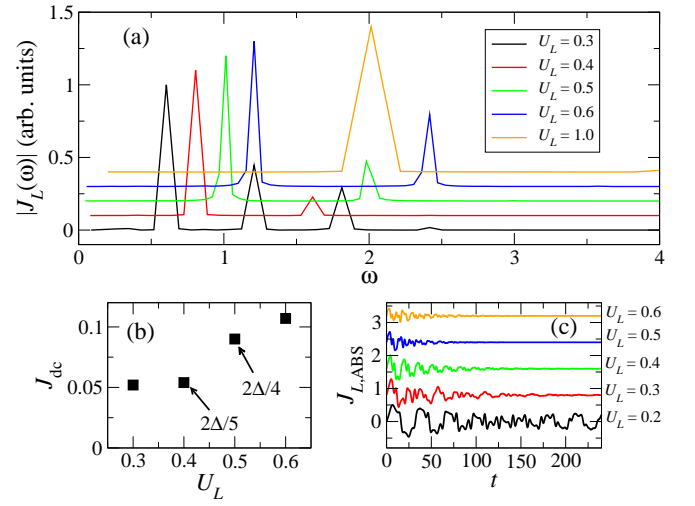 (a)
U_L = 0.3
U_L = 0.4
U_L = 0.5
U_L = 0.6
U_L = 1.0
|J_L(ω)| (arb. units)
1.5
1
0.5
0
0 1 2 3 4
ω
(b)
J_dc
0.1
0.05
0
2Δ/5
2Δ/4
0.3 0.4 0.5 0.6
U_L
(c)
J_L,ABS
3
2
1
0
U_L = 0.6
U_L = 0.5
U_L = 0.4
U_L = 0.3
U_L = 0.2
0 50 100 150 200
t